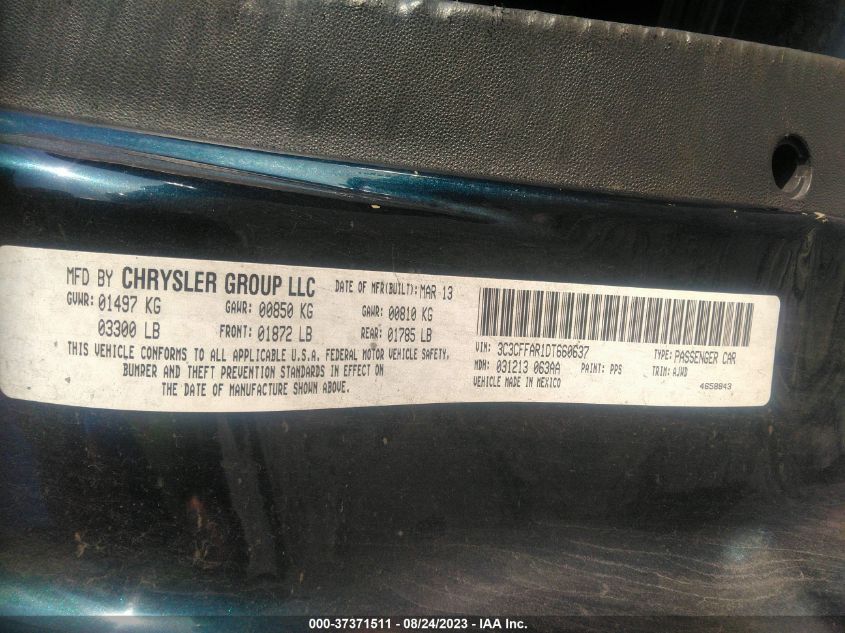 MFD BY CHRYSLER GROUP LLC DATE OF MFR(BUILT): MAR 13
GVWR: 01497 KG GAWR: 00850 KG GAWR: 00810 KG
03300 LB FRONT: 01872 LB REAR: 01785 LB
THIS VEHICLE CONFORMS TO ALL APPLICABLE U.S.A. FEDERAL MOTOR VEHICLE SAFETY,
BUMPER AND THEFT PREVENTION STANDARDS IN EFFECT ON
THE DATE OF MANUFACTURE SHOWN ABOVE.
VIN: 3C3CFFAR1DT660637 TYPE: PASSENGER CAR
MDH: 031213 063AA PAINT: PPS TRIM: AJWD
VEHICLE MADE IN MEXICO 4658843
000-37371511 - 08/24/2023 - IAA Inc.